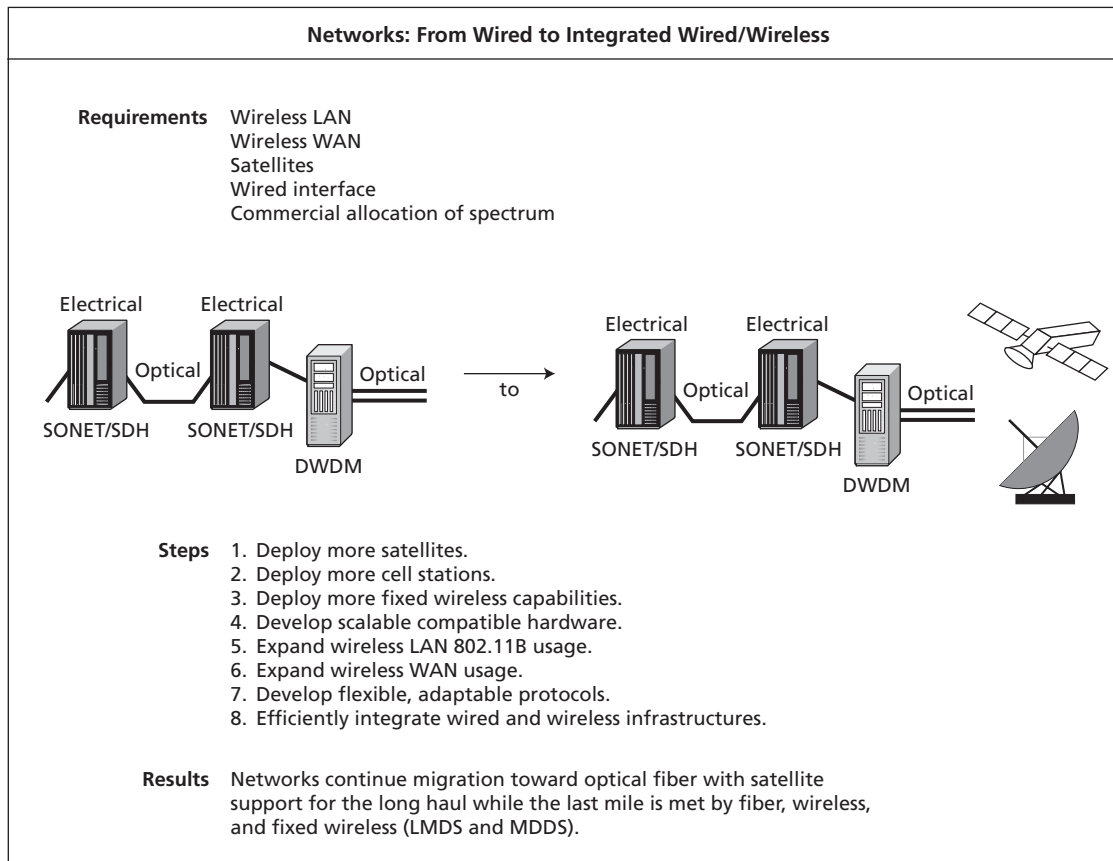 Networks: From Wired to Integrated Wired/Wireless
Requirements Wireless LAN
Wireless WAN
Satellites
Wired interface
Commercial allocation of spectrum
Electrical Electrical
Optical Optical
SONET/SDH SONET/SDH
DWDM
to
Electrical Electrical
Optical Optical
SONET/SDH SONET/SDH
DWDM
Steps 1. Deploy more satellites.
2. Deploy more cell stations.
3. Deploy more fixed wireless capabilities.
4. Develop scalable compatible hardware.
5. Expand wireless LAN 802.11B usage.
6. Expand wireless WAN usage.
7. Develop flexible, adaptable protocols.
8. Efficiently integrate wired and wireless infrastructures.
Results Networks continue migration toward optical fiber with satellite
support for the long haul while the last mile is met by fiber, wireless,
and fixed wireless (LMDS and MDDS).